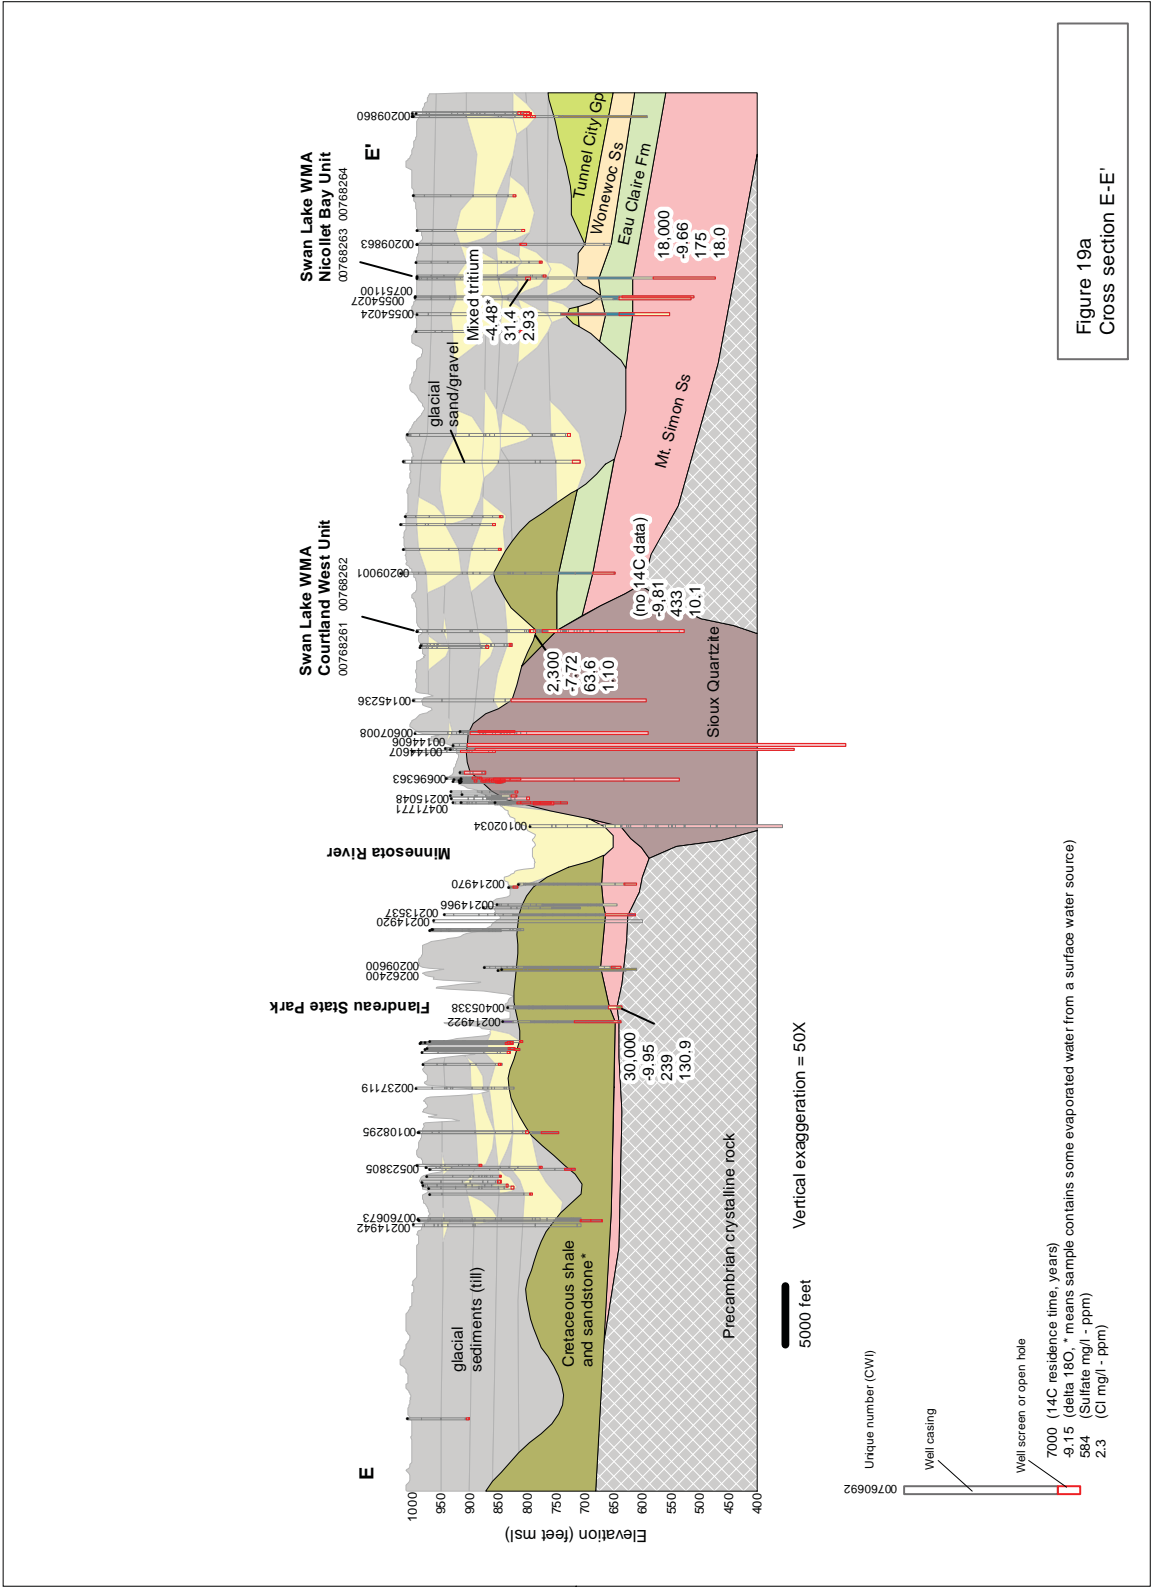 E
E'
Swan Lake WMA
Courtland West Unit
00768261 00768262
Swan Lake WMA
Nicollet Bay Unit
00768263 00768264
Flandreau State Park
Minnesota River
00214942
00760673
00523805
00108295
00237119
00214922
00405338
00262400
00209600
00214920
00213537
00214966
00214970
00102034
00471771
00215048
00696363
00144607
00144606
00607008
00145236
00209001
00554024
00554027
00751100
00209863
00209860
Elevation (feet msl)
1000
950
900
850
800
750
700
650
600
550
500
450
400
glacial
sediments (till)
Cretaceous shale
and sandstone*
Precambrian crystalline rock
Sioux Quartzite
glacial
sand/gravel
Mt. Simon Ss
Eau Claire Fm
Wonewoc Ss
Tunnel City Gp
30,000
-9.95
239
130.9
2,300
-7.72
63.6
1.10
(no 14C data)
-9.81
433
10.1
Mixed tritium
-4.48*
31.4
2.93
18,000
-9.66
175
18.0
5000 feet
Vertical exaggeration = 50X
00760692
Unique number (CWI)
Well casing
Well screen or open hole
7000 (14C residence time, years)
-9.15 (delta 18O, * means sample contains some evaporated water from a surface water source)
584 (Sulfate mg/l - ppm)
2.3 (Cl mg/l - ppm)
Figure 19a
Cross section E-E'